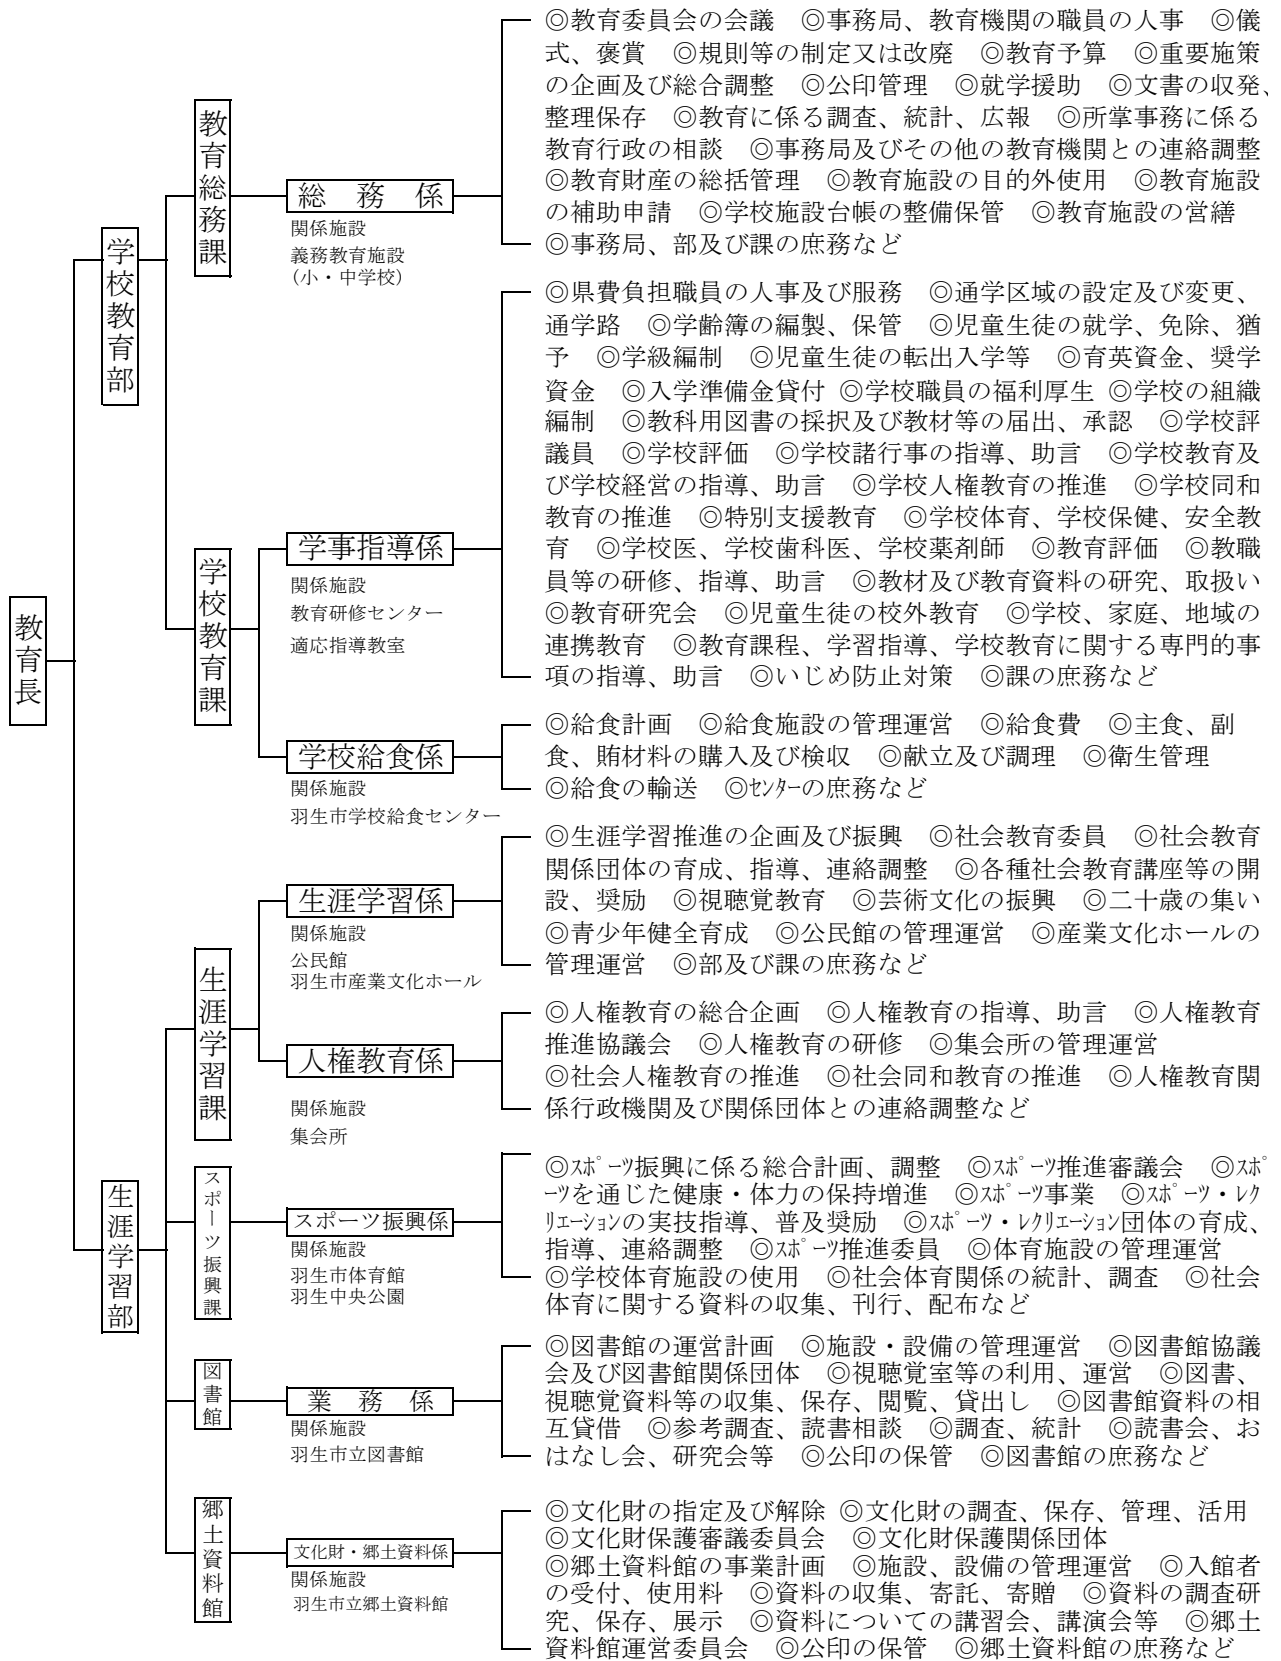 教育長
学校教育部
教育総務課
総務係
関係施設
義務教育施設
(小・中学校)
◎教育委員会の会議　◎事務局、教育機関の職員の人事　◎儀
式、褒賞　◎規則等の制定又は改廃　◎教育予算　◎重要施策
の企画及び総合調整　◎公印管理　◎就学援助　◎文書の収発、
整理保存　◎教育に係る調査、統計、広報　◎所掌事務に係る
教育行政の相談　◎事務局及びその他の教育機関との連絡調整
◎教育財産の総括管理　◎教育施設の目的外使用　◎教育施設
の補助申請　◎学校施設台帳の整備保管　◎教育施設の営繕
◎事務局、部及び課の庶務など
学校教育課
学事指導係
関係施設
教育研修センター
適応指導教室
◎県費負担職員の人事及び服務　◎通学区域の設定及び変更、
通学路　◎学齢簿の編製、保管　◎児童生徒の就学、免除、猶
予　◎学級編制　◎児童生徒の転出入学等　◎育英資金、奨学
資金　◎入学準備金貸付 ◎学校職員の福利厚生 ◎学校の組織
編制　◎教科用図書の採択及び教材等の届出、承認　◎学校評
議員　◎学校評価　◎学校諸行事の指導、助言　◎学校教育及
び学校経営の指導、助言　◎学校人権教育の推進　◎学校同和
教育の推進　◎特別支援教育　◎学校体育、学校保健、安全教
育　◎学校医、学校歯科医、学校薬剤師　◎教育評価　◎教職
員等の研修、指導、助言　◎教材及び教育資料の研究、取扱い
◎教育研究会　◎児童生徒の校外教育　◎学校、家庭、地域の
連携教育　◎教育課程、学習指導、学校教育に関する専門的事
項の指導、助言　◎いじめ防止対策　◎課の庶務など
学校給食係
関係施設
羽生市学校給食センター
◎給食計画　◎給食施設の管理運営　◎給食費　◎主食、副
食、賄材料の購入及び検収　◎献立及び調理　◎衛生管理
◎給食の輸送　◎ｾﾝﾀｰの庶務など
生涯学習部
生涯学習課
生涯学習係
関係施設
公民館
羽生市産業文化ホール
◎生涯学習推進の企画及び振興　◎社会教育委員　◎社会教育
関係団体の育成、指導、連絡調整　◎各種社会教育講座等の開
設、奨励　◎視聴覚教育　◎芸術文化の振興　◎二十歳の集い
◎青少年健全育成　◎公民館の管理運営　◎産業文化ホールの
管理運営　◎部及び課の庶務など
人権教育係
関係施設
集会所
◎人権教育の総合企画　◎人権教育の指導、助言　◎人権教育
推進協議会　◎人権教育の研修　◎集会所の管理運営
◎社会人権教育の推進　◎社会同和教育の推進　◎人権教育関
係行政機関及び関係団体との連絡調整など
スポーツ振興課
スポーツ振興係
関係施設
羽生市体育館
羽生中央公園
◎ｽﾎﾟｰﾂ振興に係る総合計画、調整　◎ｽﾎﾟｰﾂ推進審議会　◎ｽﾎﾟ
ｰﾂを通じた健康・体力の保持増進　◎ｽﾎﾟｰﾂ事業　◎ｽﾎﾟｰﾂ・ﾚｸ
ﾘｴｰｼｮﾝの実技指導、普及奨励　◎ｽﾎﾟｰﾂ・ﾚｸﾘｴｰｼｮﾝ団体の育成、
指導、連絡調整　◎ｽﾎﾟｰﾂ推進委員　◎体育施設の管理運営
◎学校体育施設の使用　◎社会体育関係の統計、調査　◎社会
体育に関する資料の収集、刊行、配布など
図書館
業務係
関係施設
羽生市立図書館
◎図書館の運営計画　◎施設・設備の管理運営　◎図書館協議
会及び図書館関係団体　◎視聴覚室等の利用、運営　◎図書、
視聴覚資料等の収集、保存、閲覧、貸出し　◎図書館資料の相
互貸借　◎参考調査、読書相談　◎調査、統計　◎読書会、お
はなし会、研究会等　◎公印の保管　◎図書館の庶務など
郷土資料館
文化財・郷土資料係
関係施設
羽生市立郷土資料館
◎文化財の指定及び解除 ◎文化財の調査、保存、管理、活用
◎文化財保護審議委員会　◎文化財保護関係団体
◎郷土資料館の事業計画　◎施設、設備の管理運営　◎入館者
の受付、使用料　◎資料の収集、寄託、寄贈　◎資料の調査研
究、保存、展示　◎資料についての講習会、講演会等　◎郷土
資料館運営委員会　◎公印の保管　◎郷土資料館の庶務など